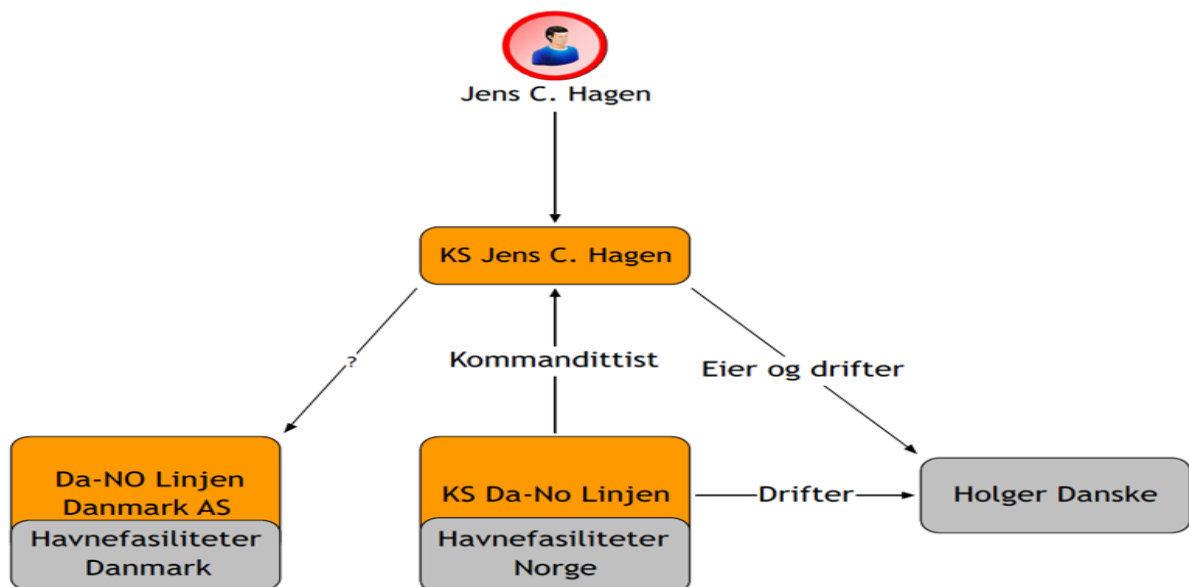 Jens C. Hagen
KS Jens C. Hagen
?
Kommandittist
Eier og drifter
Da-NO Linjen
Danmark AS
Havnefasiliteter
Danmark
KS Da-No Linjen
Havnefasiliteter
Norge
Drifter
Holger Danske